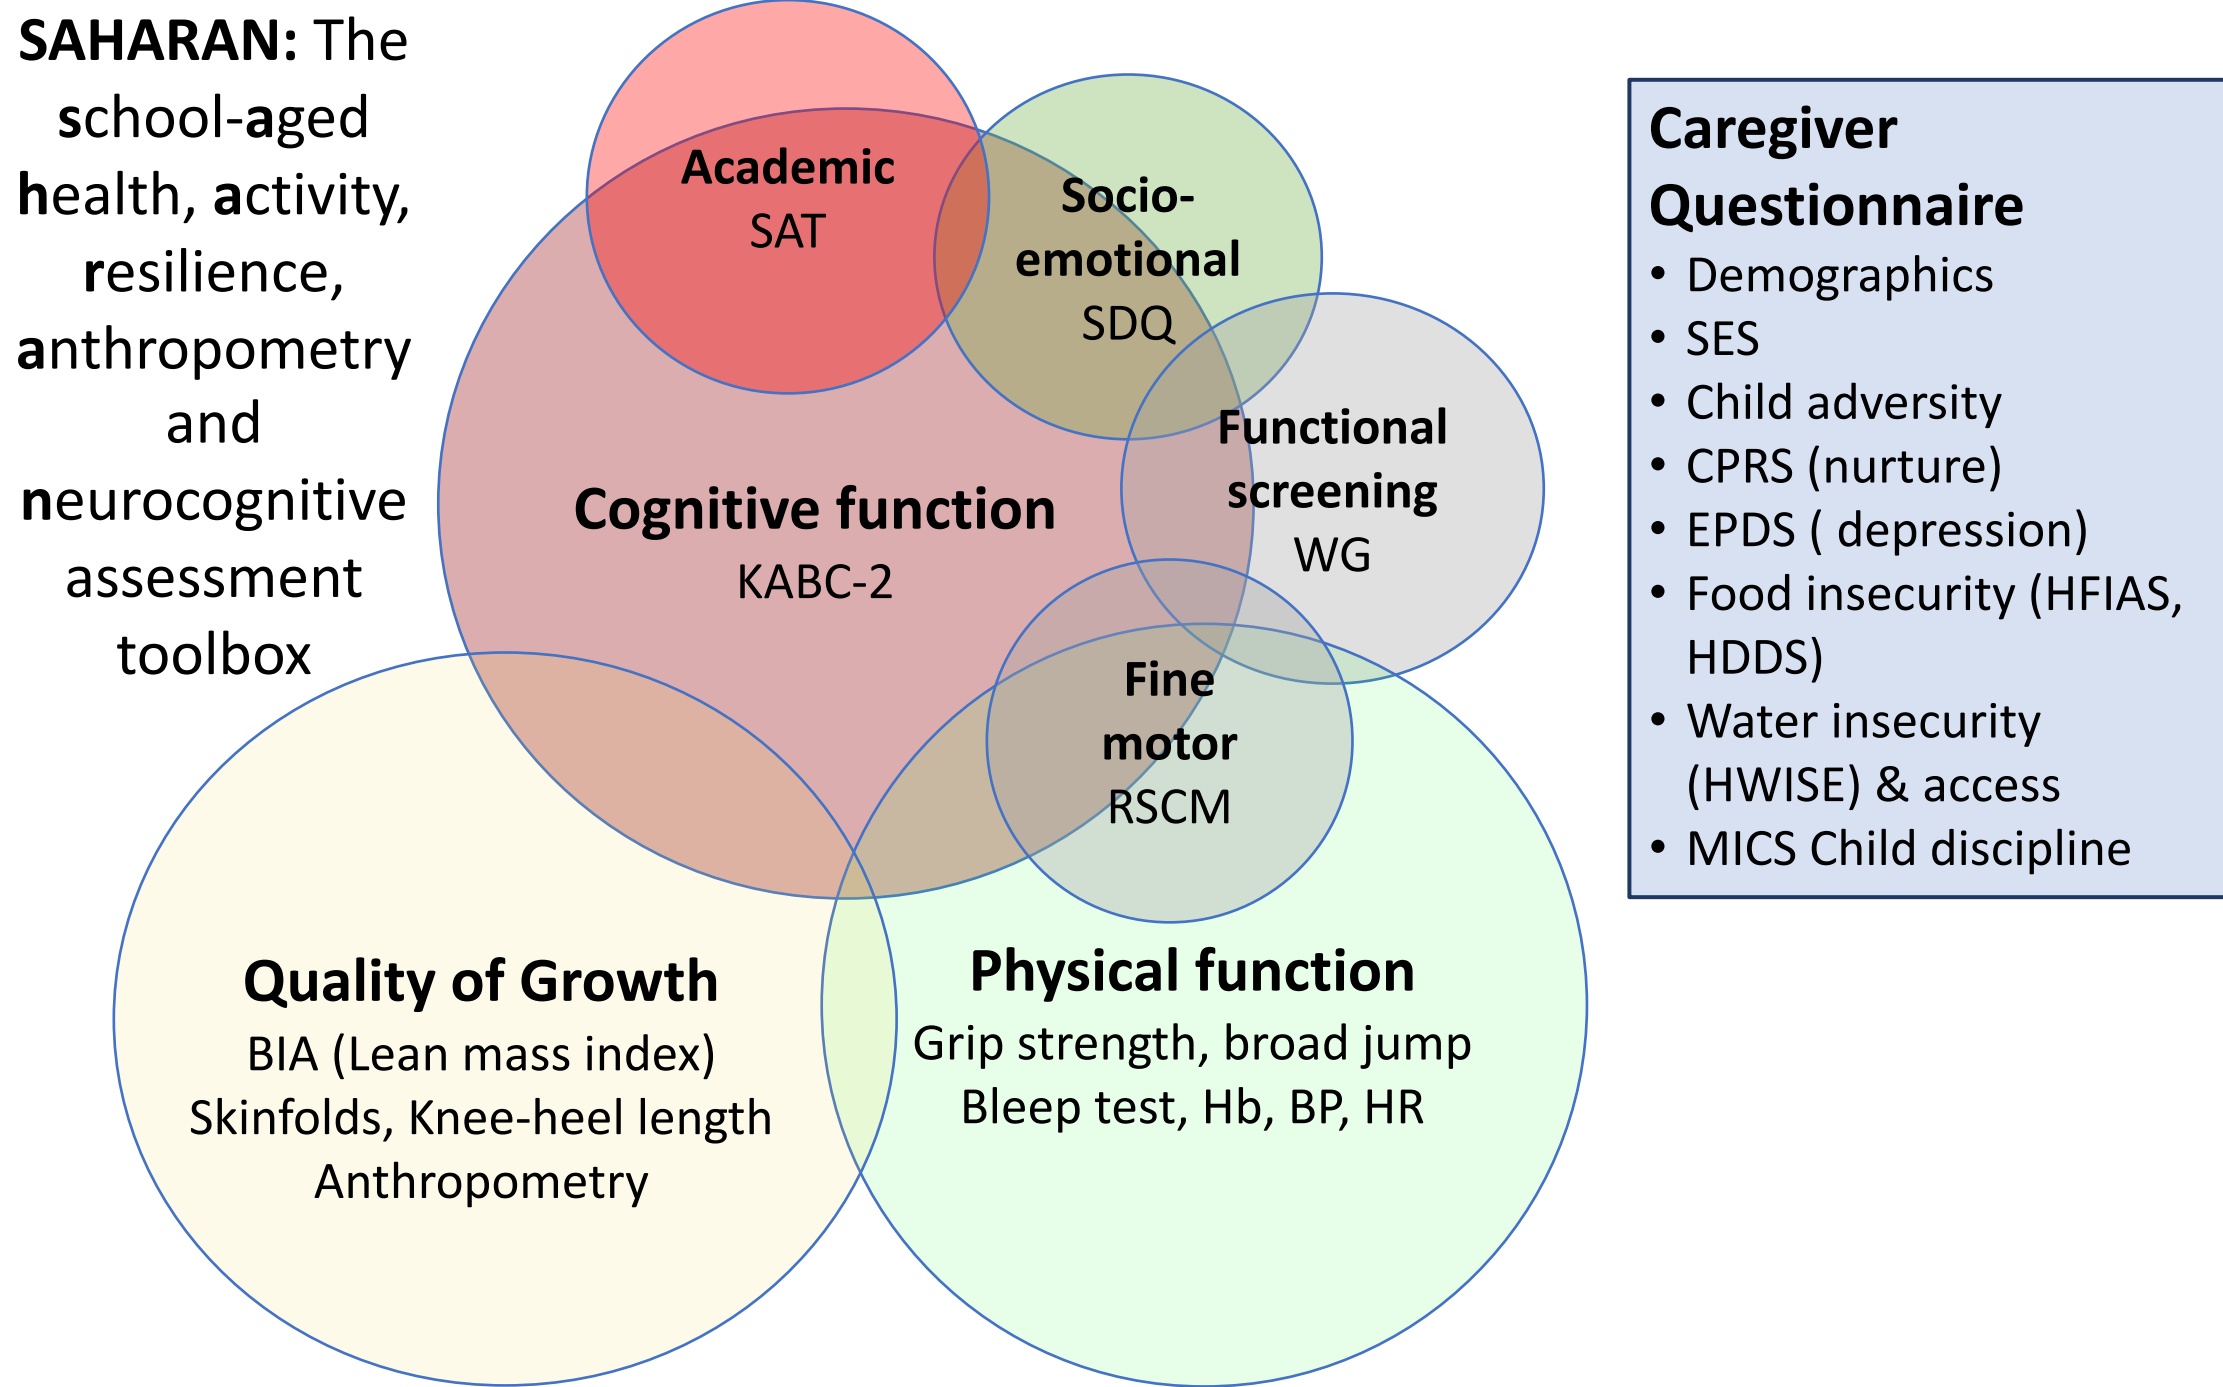 SAHARAN: The
school-aged
health, activity,
resilience,
anthropometry
and
neurocognitive
assessment
toolbox
Academic
SAT
Socio-
emotional
SDQ
Functional
screening
WG
Cognitive function
KABC-2
Fine
motor
RSCM
Quality of Growth
BIA (Lean mass index)
Skinfolds, Knee-heel length
Anthropometry
Physical function
Grip strength, broad jump
Bleep test, Hb, BP, HR
Caregiver
Questionnaire
• Demographics
• SES
• Child adversity
• CPRS (nurture)
• EPDS ( depression)
• Food insecurity (HFIAS,
HDDS)
• Water insecurity
(HWISE) & access
• MICS Child discipline